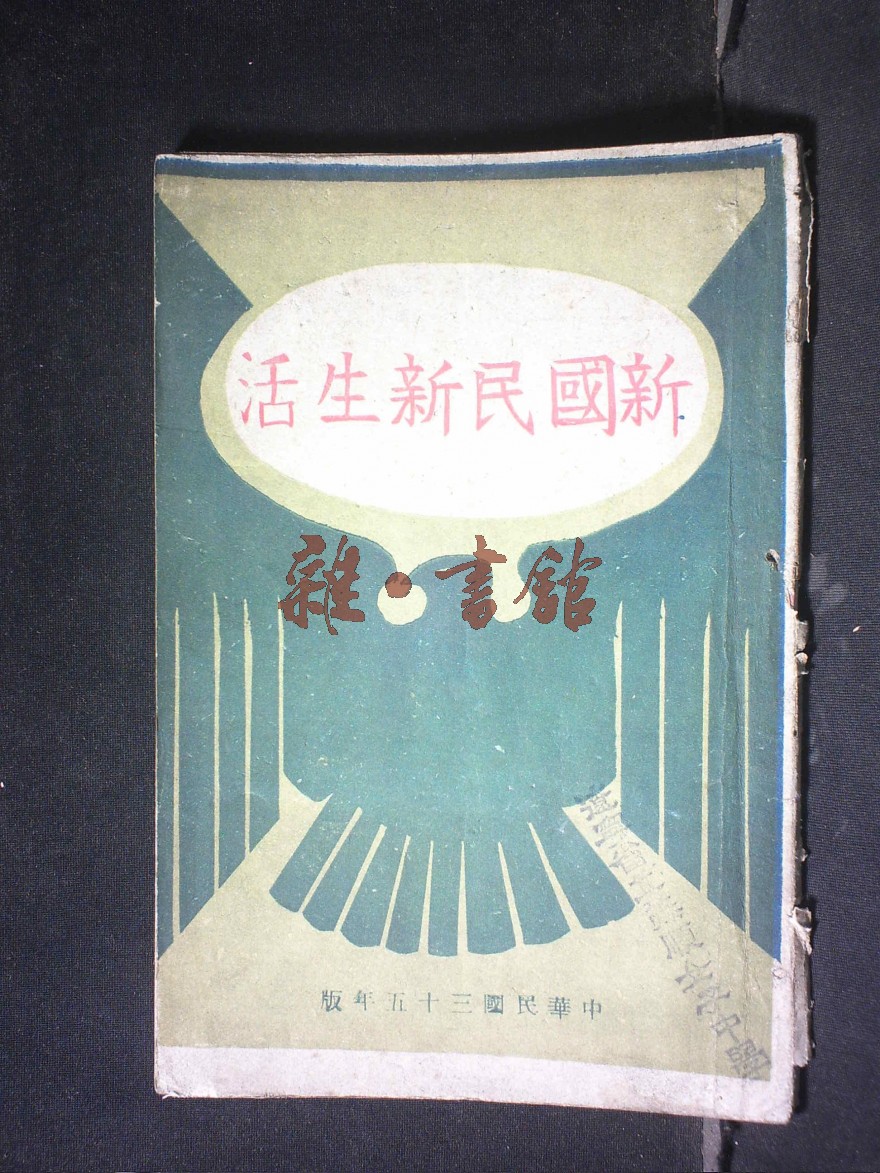 新國民新生活
雜·書館
中華民國三十五年版